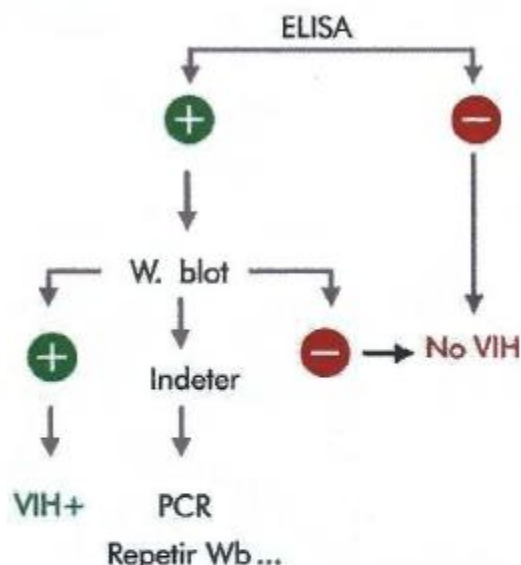 ELISA
W. blot
Indeter
No VIH
VIH+
PCR
Repetir Wb ...